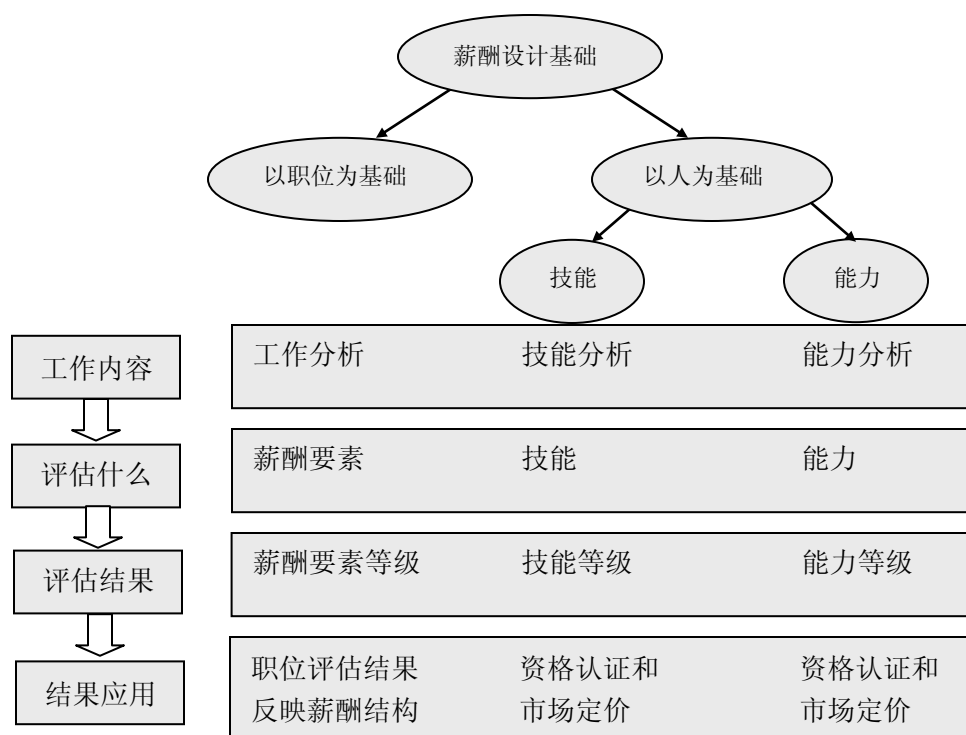 薪酬设计基础
以职位为基础
以人为基础
技能
能力
工作内容
工作分析 技能分析 能力分析
评估什么
薪酬要素 技能 能力
评估结果
薪酬要素等级 技能等级 能力等级
结果应用
职位评估结果 资格认证和 资格认证和
反映薪酬结构 市场定价 市场定价